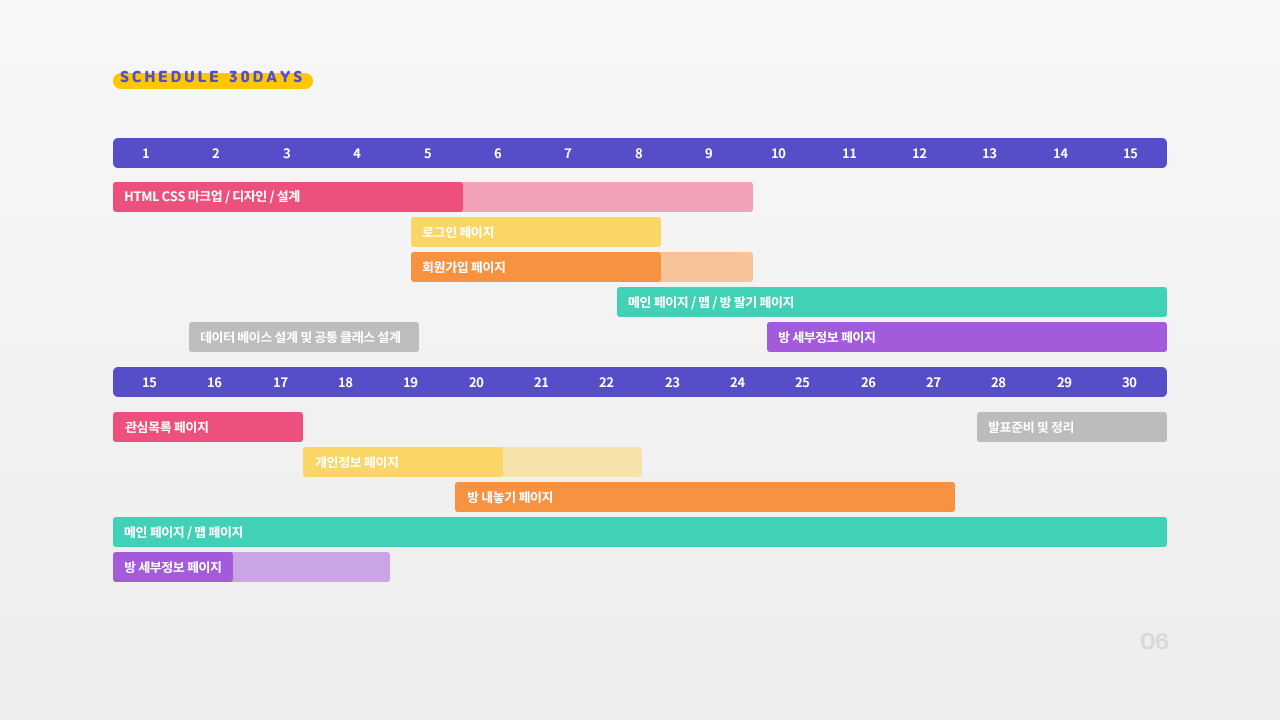 SCHEDULE 30DAYS
1 2 3 4 5 6 7 8 9 10 11 12 13 14 15
HTML CSS 마크업 / 디자인 / 설계
로그인 페이지
회원가입 페이지
메인 페이지 / 멥 / 방 팔기 페이지
데이터 베이스 설계 및 공통 클래스 설계
방 세부정보 페이지
15 16 17 18 19 20 21 22 23 24 25 26 27 28 29 30
관심목록 페이지
발표준비 및 정리
개인정보 페이지
방 내놓기 페이지
메인 페이지 / 맵 페이지
방 세부정보 페이지
06